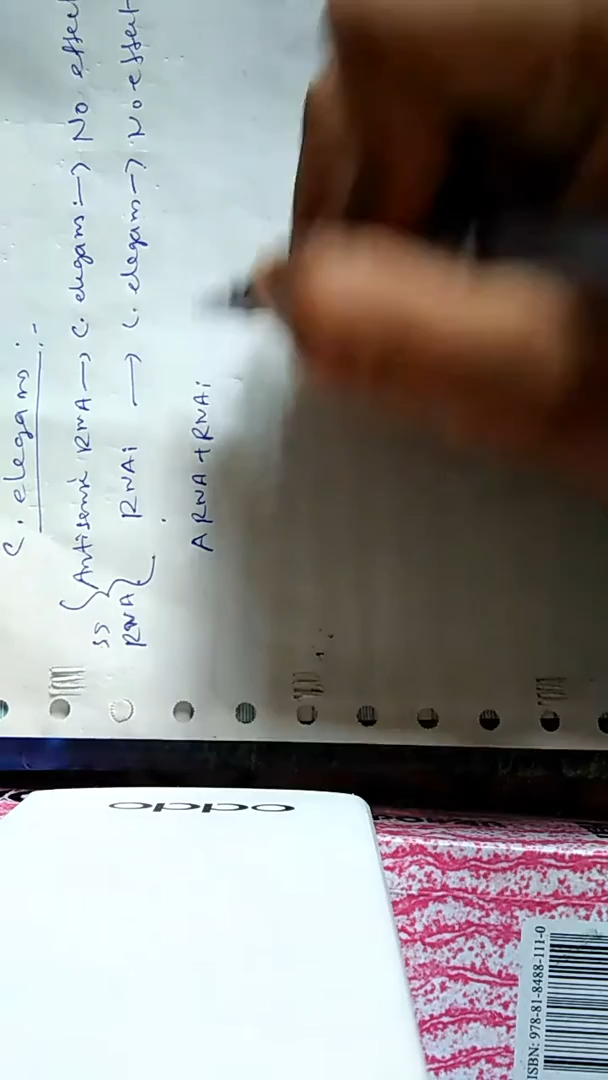 C. elegans :-
Antisense RNA → C. elegans → No effect
ss RNA
RNAi → C. elegans → No effect
ARNA + RNAi
oppo
ISBN: 978-81-8488-111-0